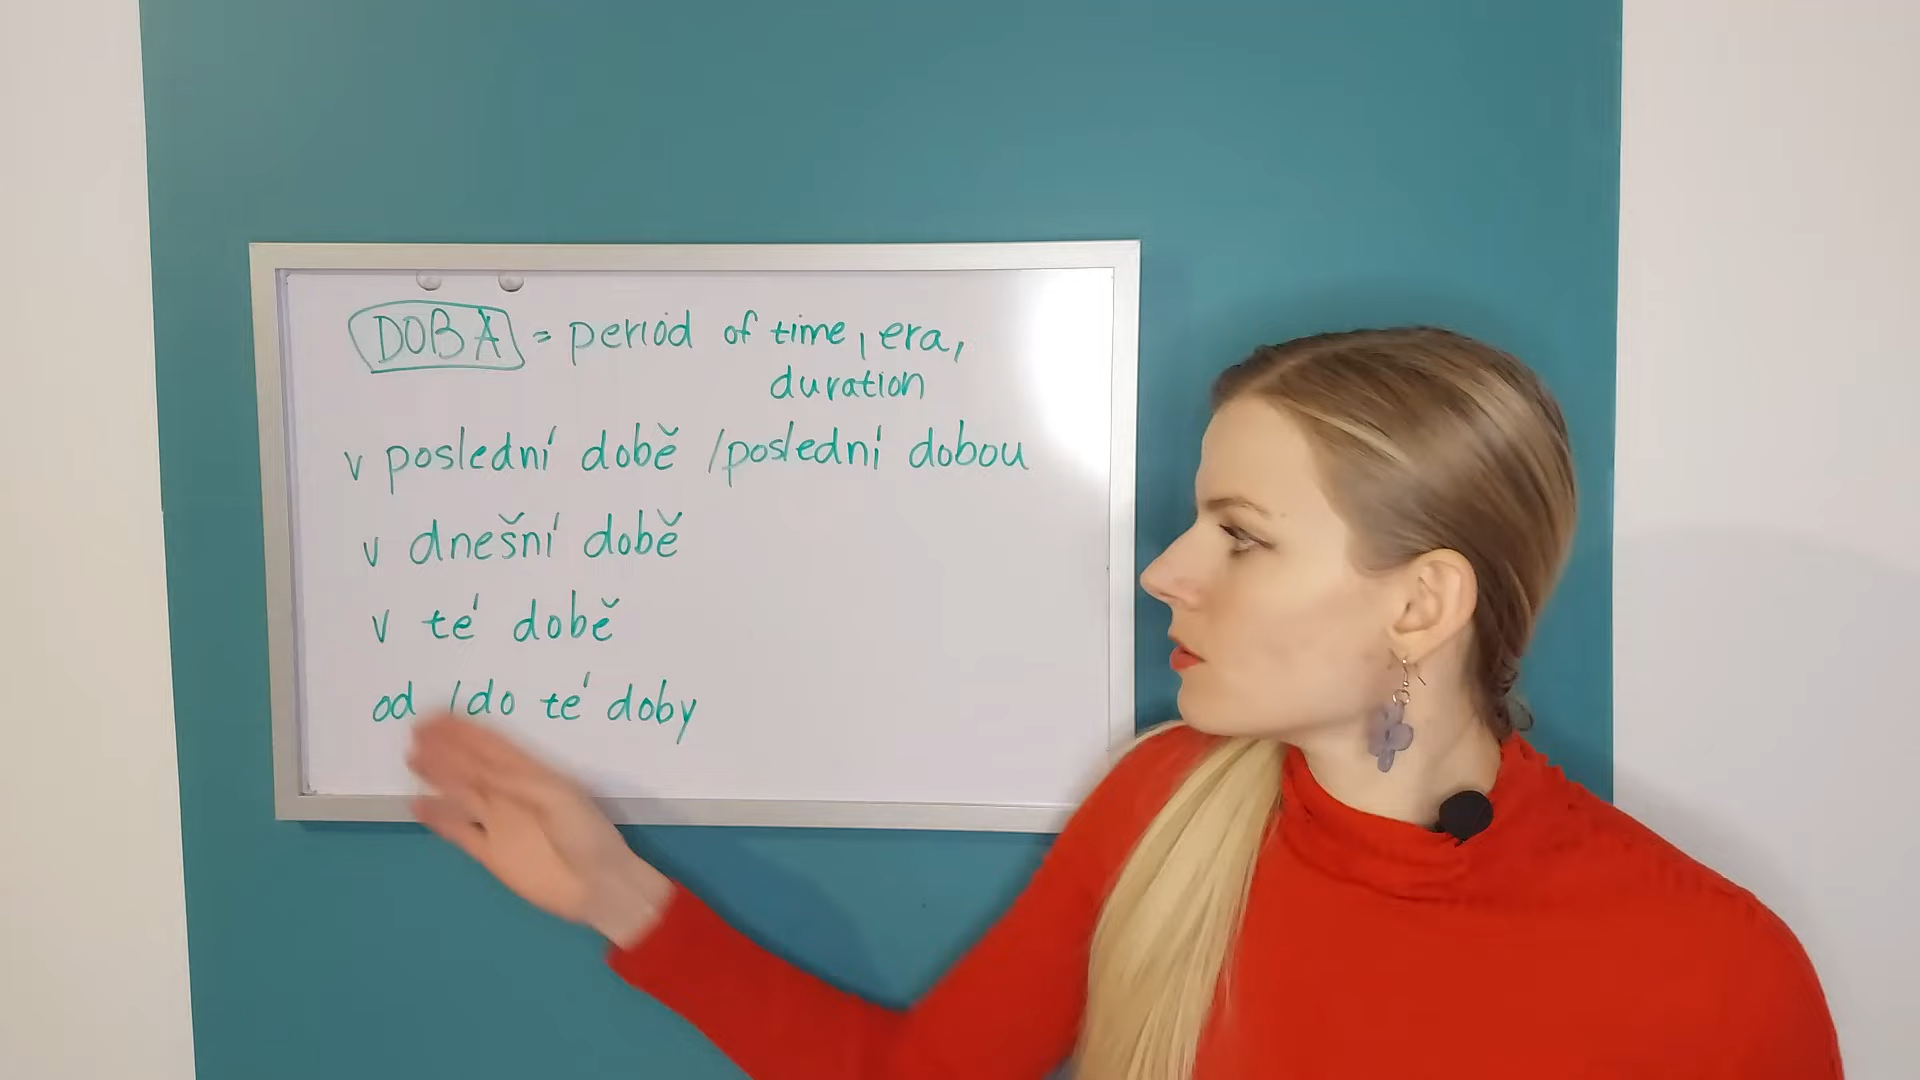 DOBA = period of time, era,
duration
v poslední době / poslední dobou
v dnešní době
v té době
od / do té doby